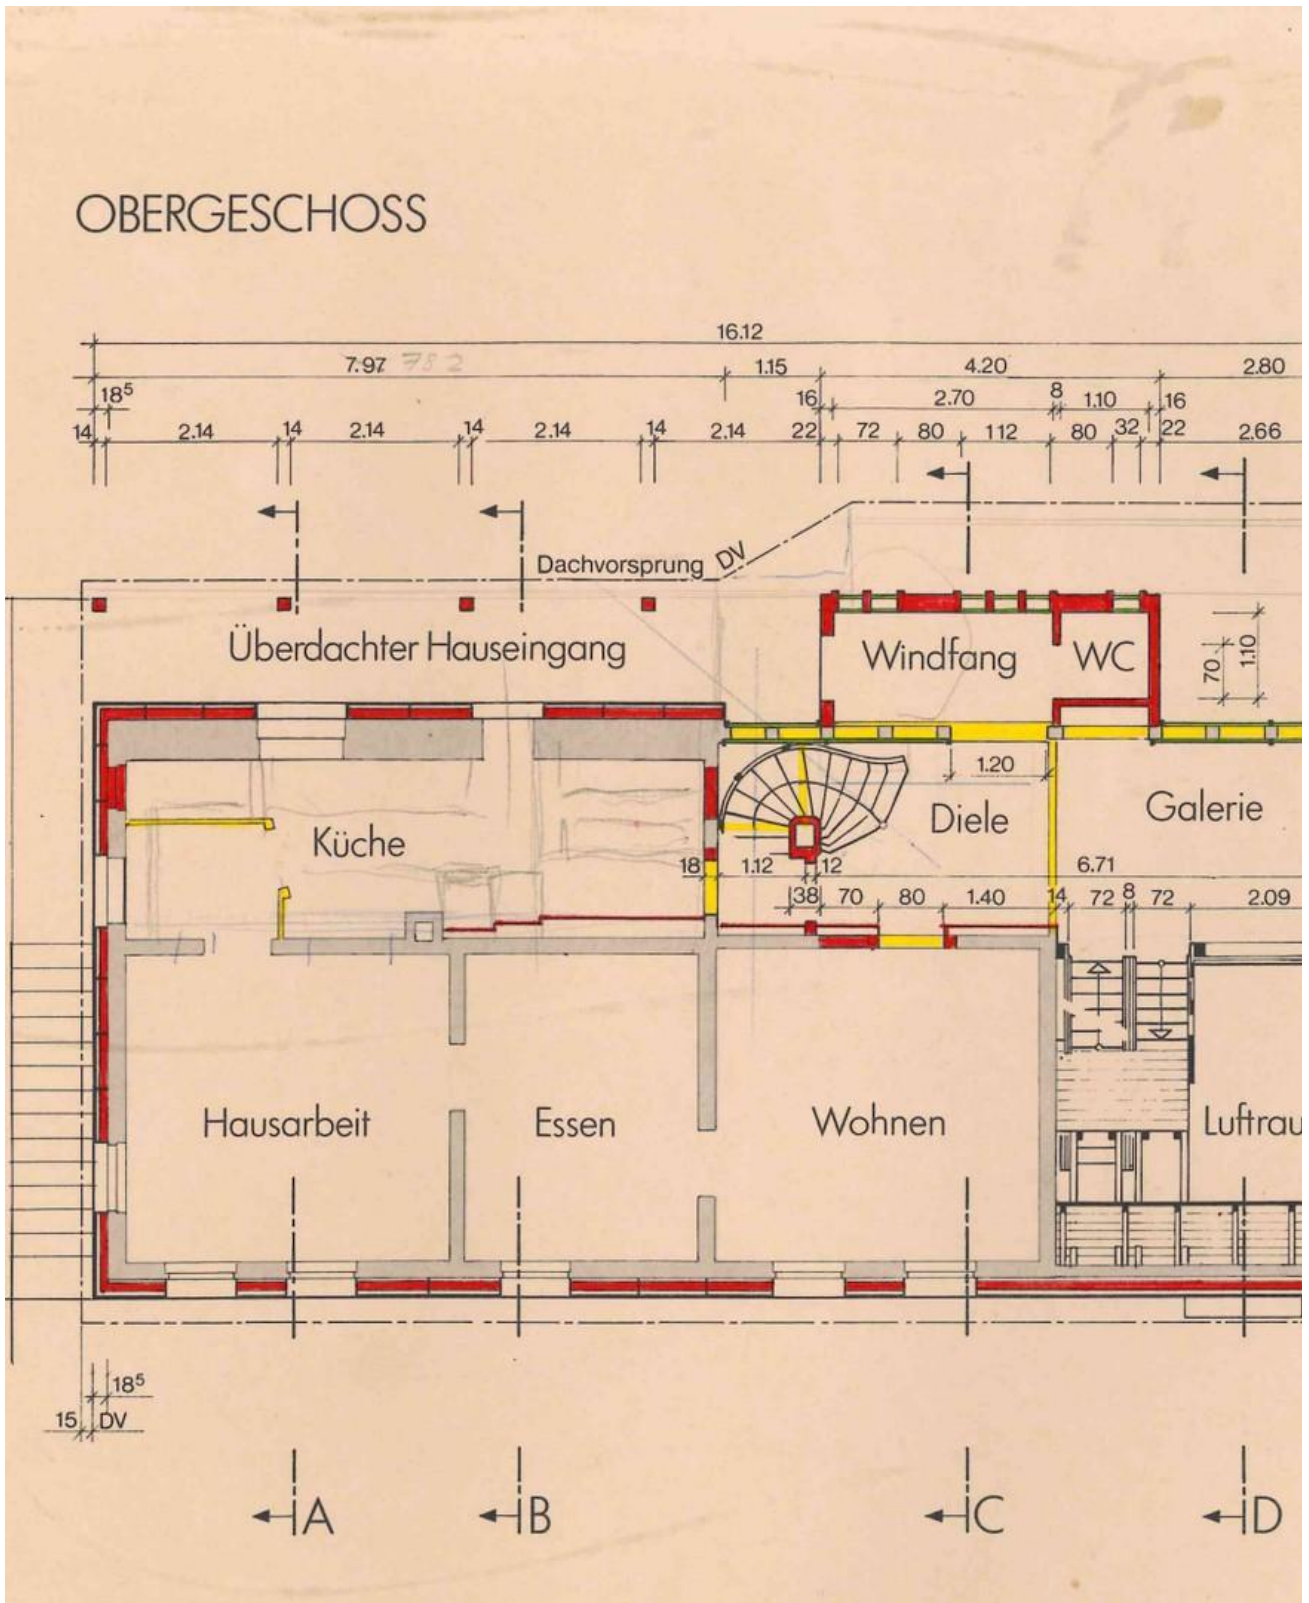 OBERGESCHOSS
16.12
7.97 782 1.15 4.20 2.80
18⁵ 16 2.70 8 1.10 16
14 2.14 14 2.14 14 2.14 14 2.14 22 72 80 112 80 32 22 2.66
Dachvorsprung DV
Überdachter Hauseingang Windfang WC 70 1.10
1.20
Küche Diele Galerie
18 1.12 12 6.71
38 70 80 1.40 14 72 8 72 2.09
Hausarbeit Essen Wohnen Luftrau
18⁵
15 DV
A B C D